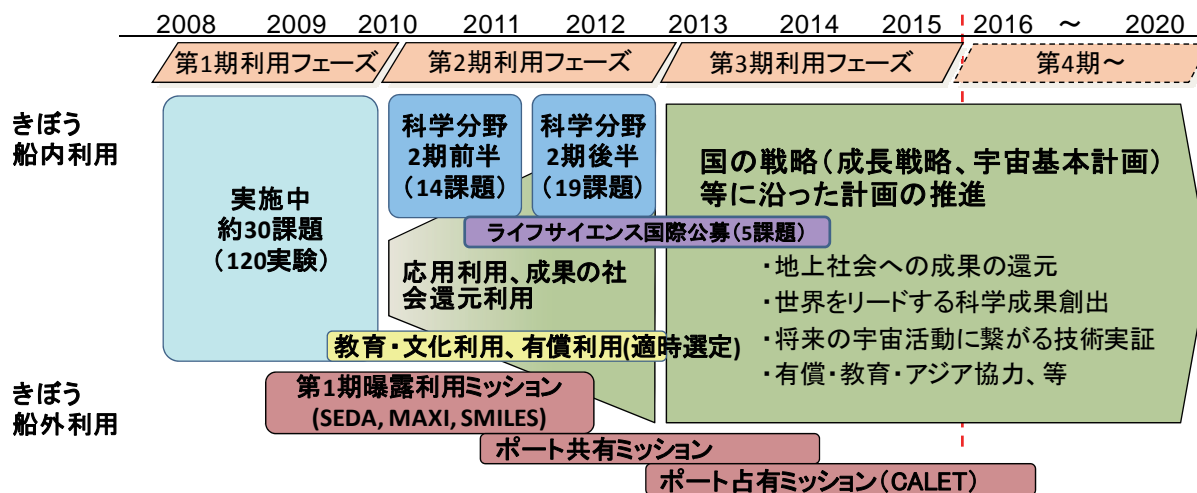 2008 2009 2010 2011 2012 2013 2014 2015 2016 ～ 2020
第1期利用フェーズ 第2期利用フェーズ 第3期利用フェーズ 第4期～
きぼう
船内利用
実施中
約30課題
（120実験）
科学分野
2期前半
（14課題）
科学分野
2期後半
（19課題）
ライフサイエンス国際公募（5課題）
応用利用、成果の社
会還元利用
教育・文化利用、有償利用(適時選定)
国の戦略（成長戦略、宇宙基本計画）
等に沿った計画の推進
・地上社会への成果の還元
・世界をリードする科学成果創出
・将来の宇宙活動に繋がる技術実証
・有償・教育・アジア協力、等
きぼう
船外利用
第1期曝露利用ミッション
(SEDA, MAXI, SMILES)
ポート共有ミッション
ポート占有ミッション（CALET）